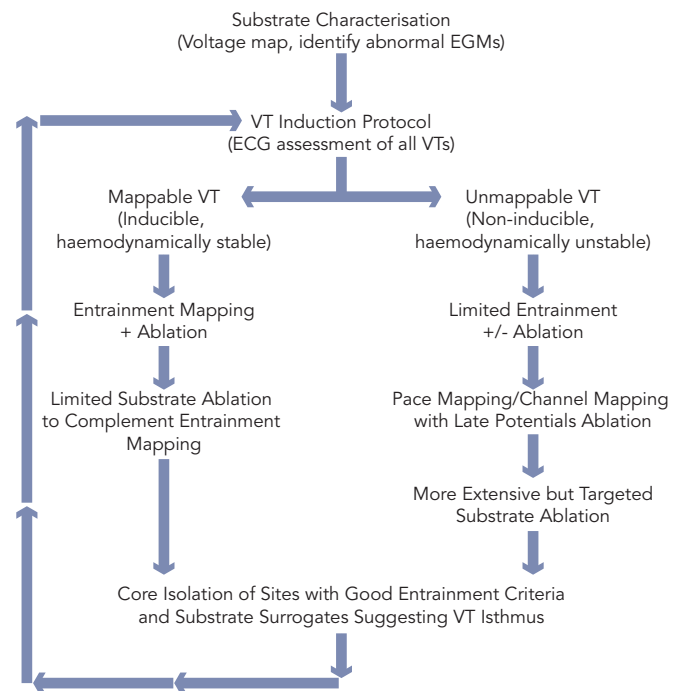 Substrate Characterisation
(Voltage map, identify abnormal EGMs)
VT Induction Protocol
(ECG assessment of all VTs)
Mappable VT
(Inducible,
haemodynamically stable)
Unmappable VT
(Non-inducible,
haemodynamically unstable)
Entrainment Mapping
+ Ablation
Limited Entrainment
+/- Ablation
Limited Substrate Ablation
to Complement Entrainment
Mapping
Pace Mapping/Channel Mapping
with Late Potentials Ablation
More Extensive but Targeted
Substrate Ablation
Core Isolation of Sites with Good Entrainment Criteria
and Substrate Surrogates Suggesting VT Isthmus